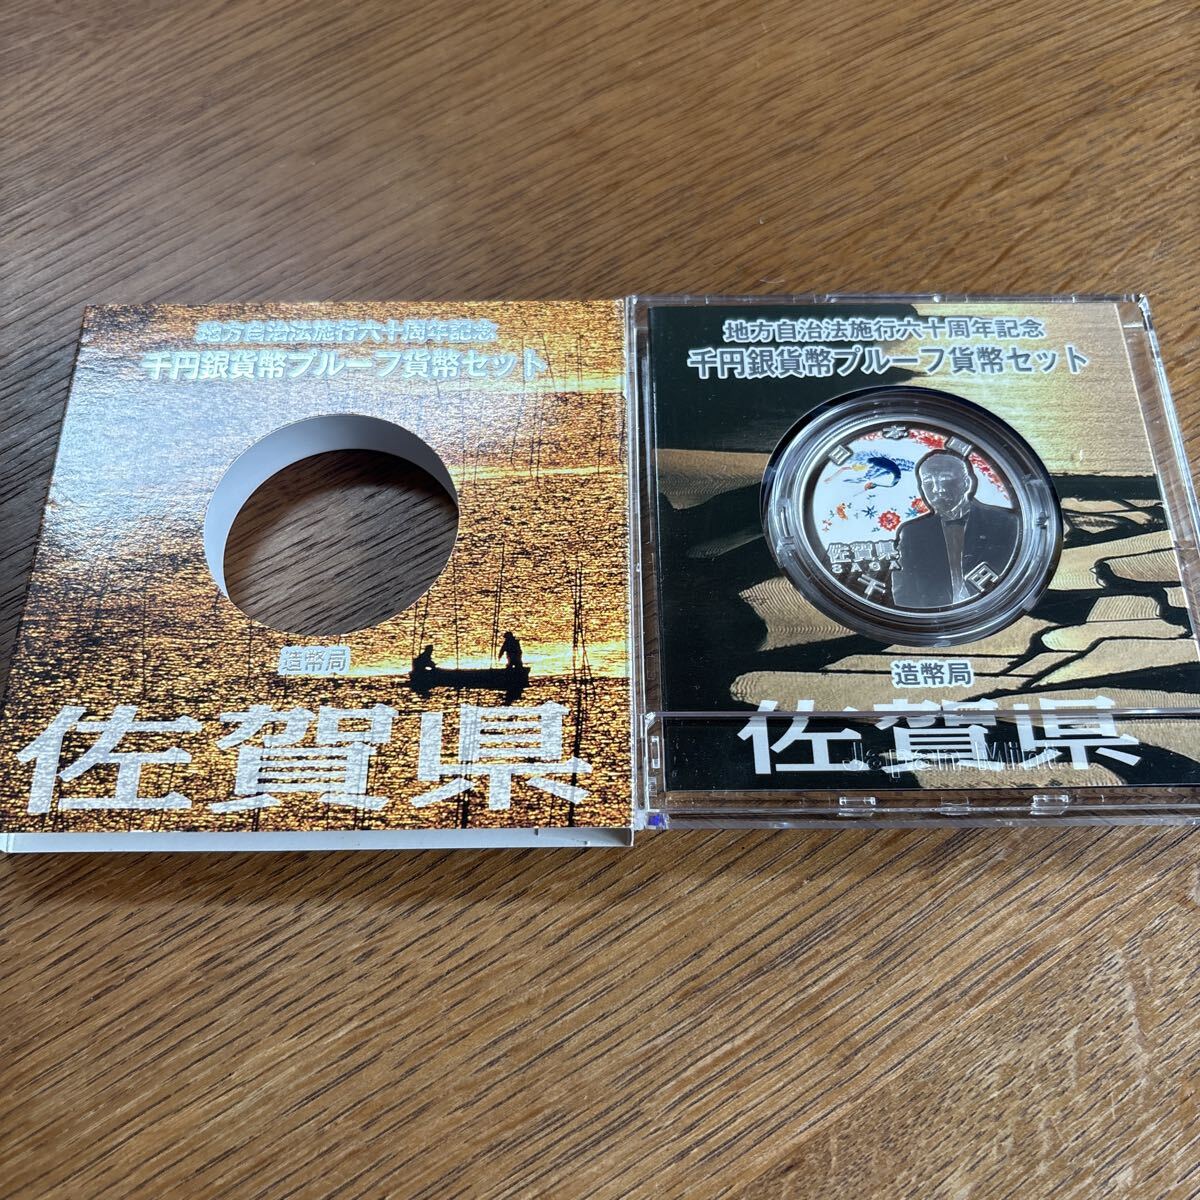 地方自治法施行六十周年記念
千円銀貨幣プルーフ貨幣セット
造幣局
佐賀県
地方自治法施行六十周年記念
千円銀貨幣プルーフ貨幣セット
日本国
佐賀県
SAGA
千円
造幣局
佐賀県
Japan Mint